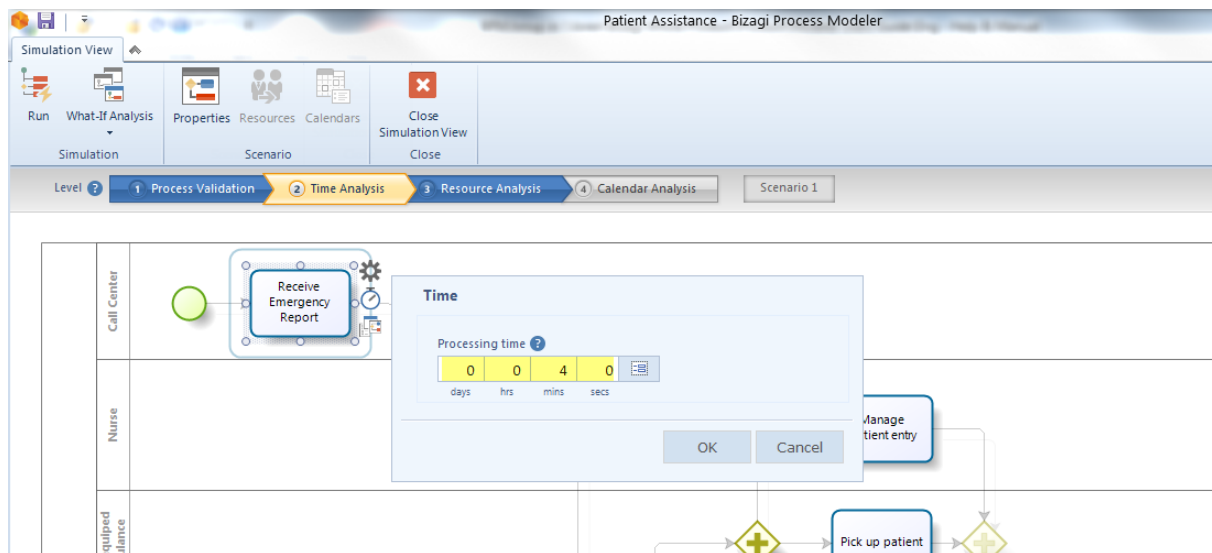 Patient Assistance - Bizagi Process Modeler
Simulation View
Run
What-If Analysis
Properties
Resources
Calendars
Close
Simulation View
Simulation
Scenario
Close
Level ?
1 Process Validation
2 Time Analysis
3 Resource Analysis
4 Calendar Analysis
Scenario 1
Call Center
Receive
Emergency
Report
Time
Processing time ?
0 0 4 0
days hrs mins secs
OK Cancel
Nurse
Manage
entry
Pick up patient